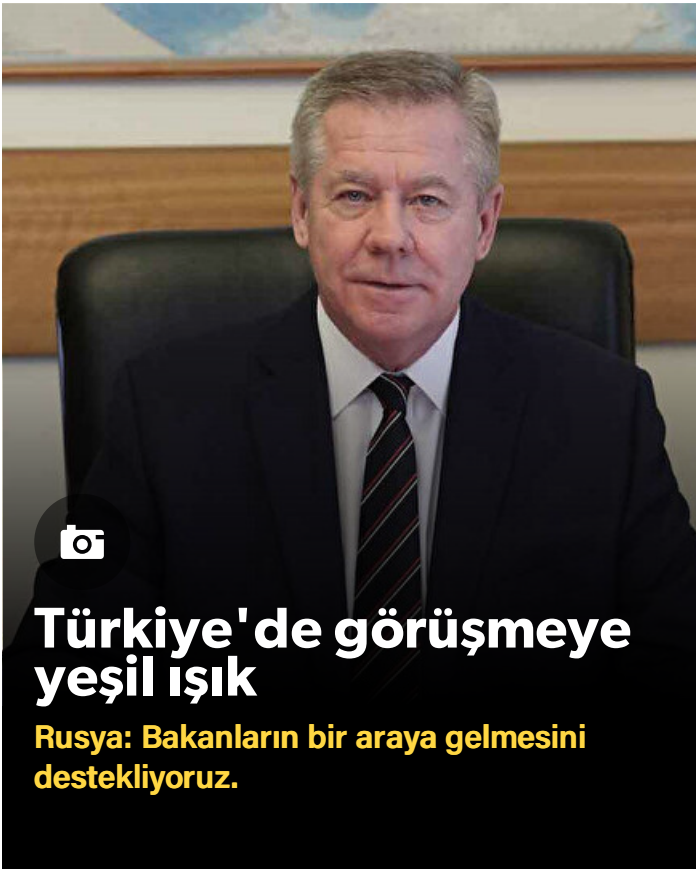 Türkiye'de görüşmeye
yeşil ışık
Rusya: Bakanların bir araya gelmesini
destekliyoruz.